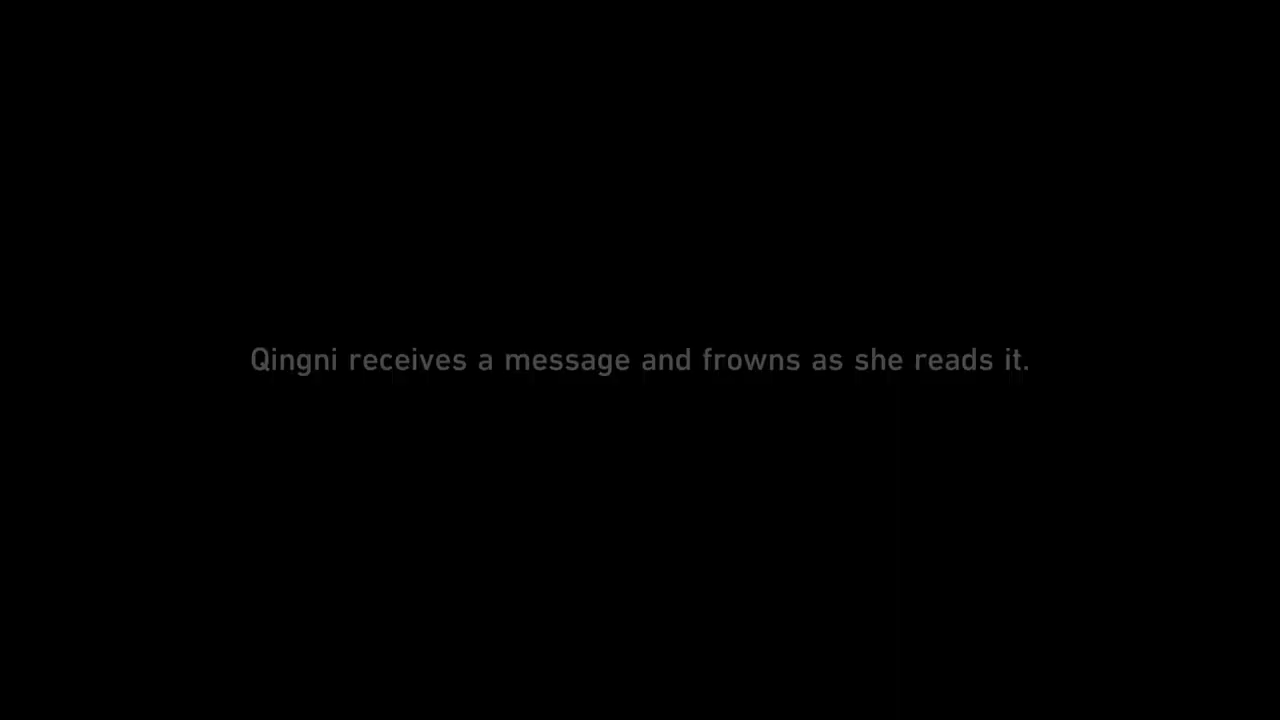 Qingni receives a message and frowns as she reads it.